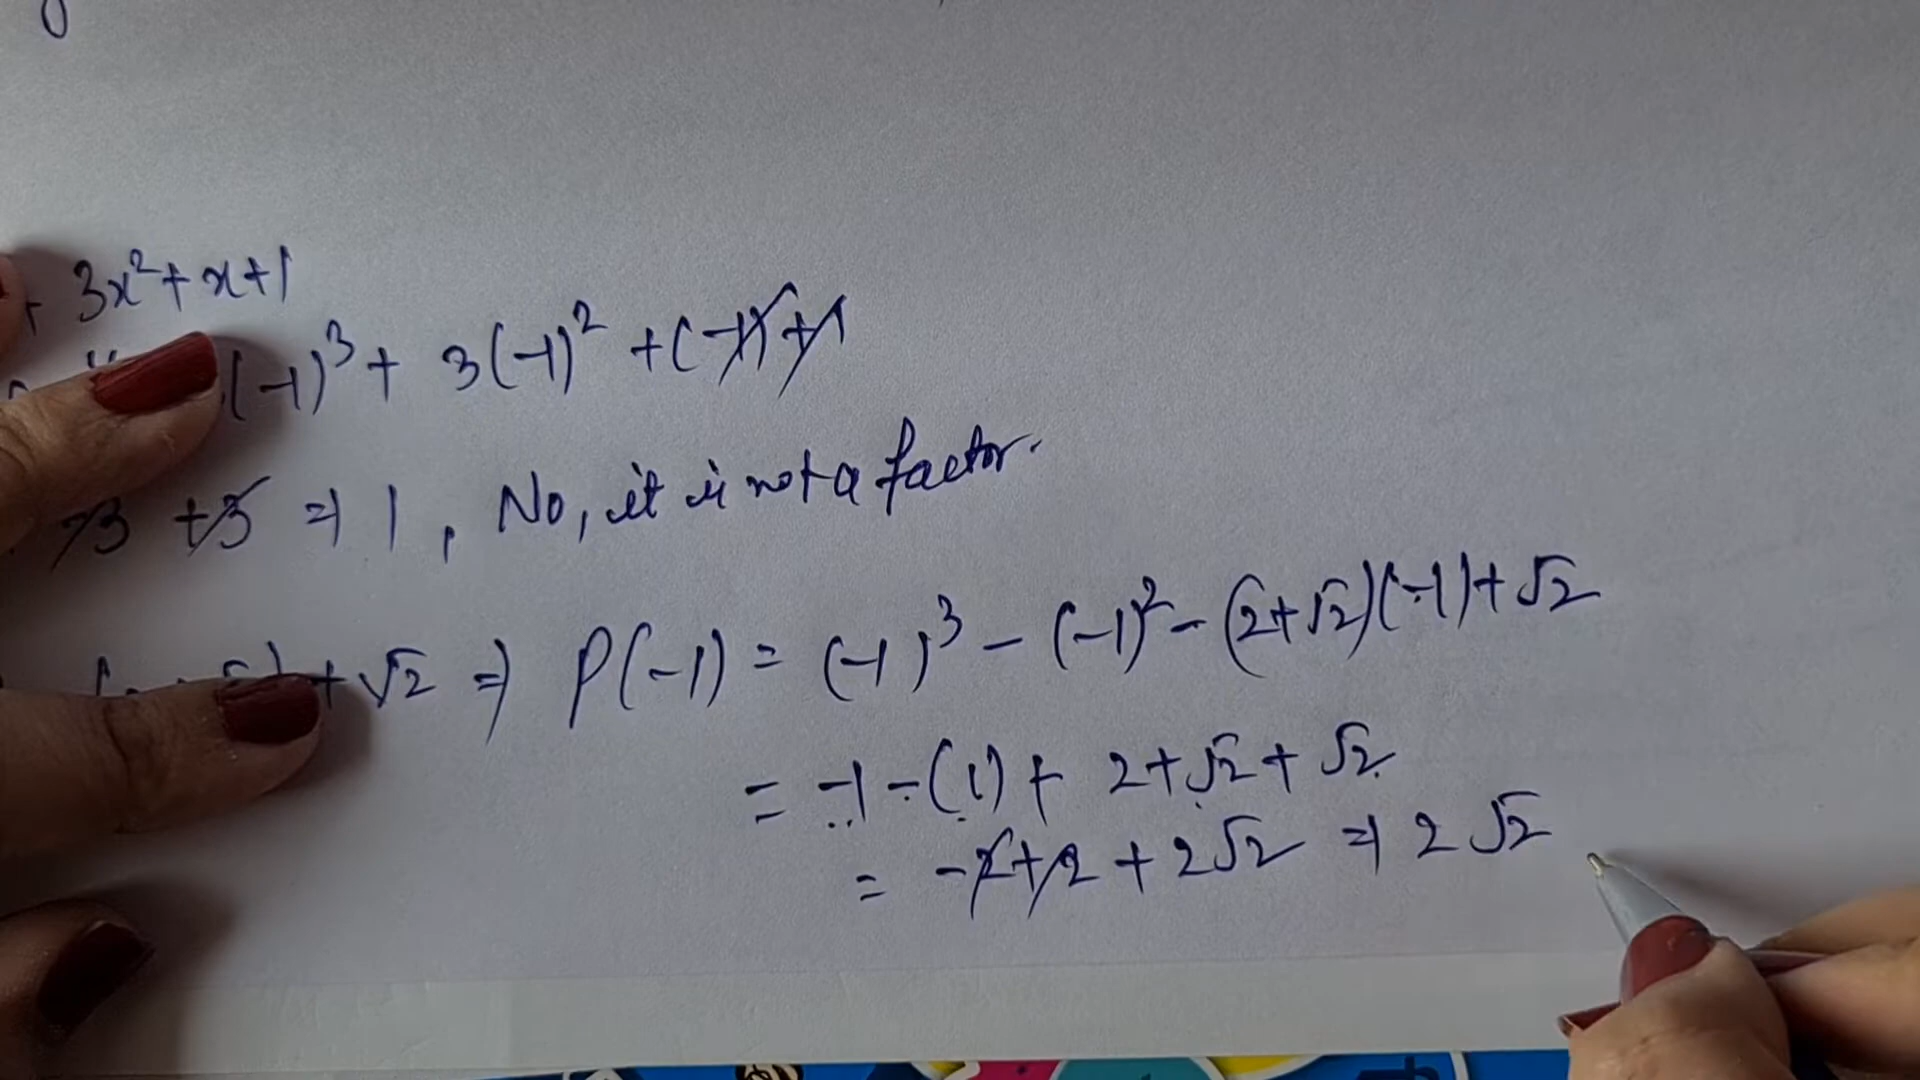 + 3x² + x + 1
(-1)³ + 3(-1)² + (-1) + 1
-3 + 3 ⇒ 1, No, it is not a factor.
+ √2 ⇒ P(-1) = (-1)³ - (-1)² - (2+√2)(-1) + √2
= -1 - (1) + 2 + √2 + √2
= -2 + 2 + 2√2 ⇒ 2√2